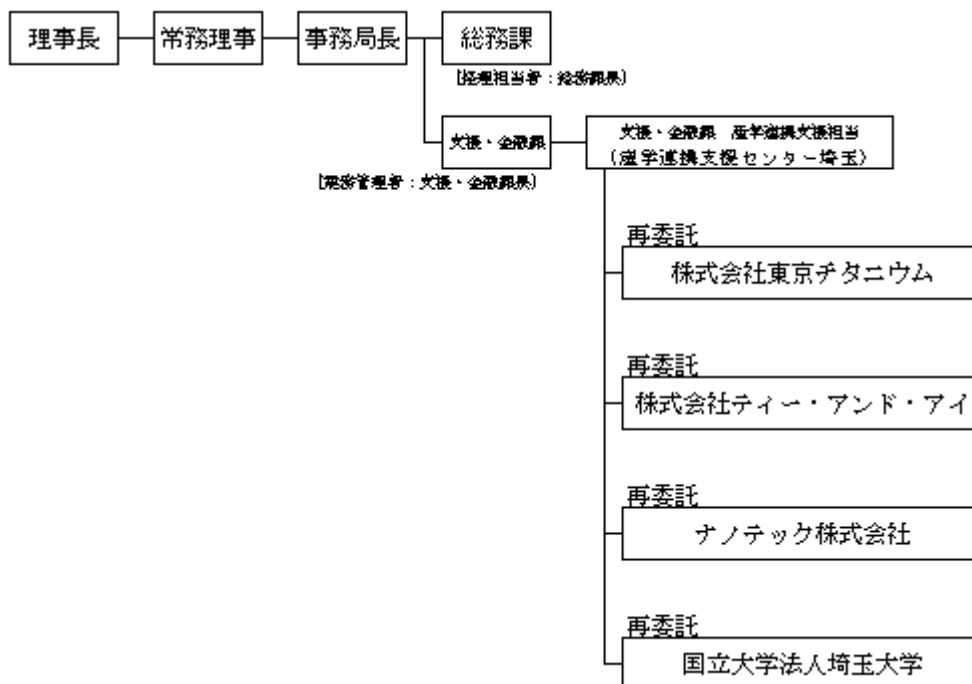 理事長
常務理事
事務局長
総務課
[経理担当者：総務課長]
支援・金融課
支援・金融課　産学連携支援担当
(産学連携支援センター埼玉)
[業務管理者：支援・金融課長]
再委託
株式会社東京チタニウム
再委託
株式会社ティー・アンド・アイ
再委託
ナノテック株式会社
再委託
国立大学法人埼玉大学